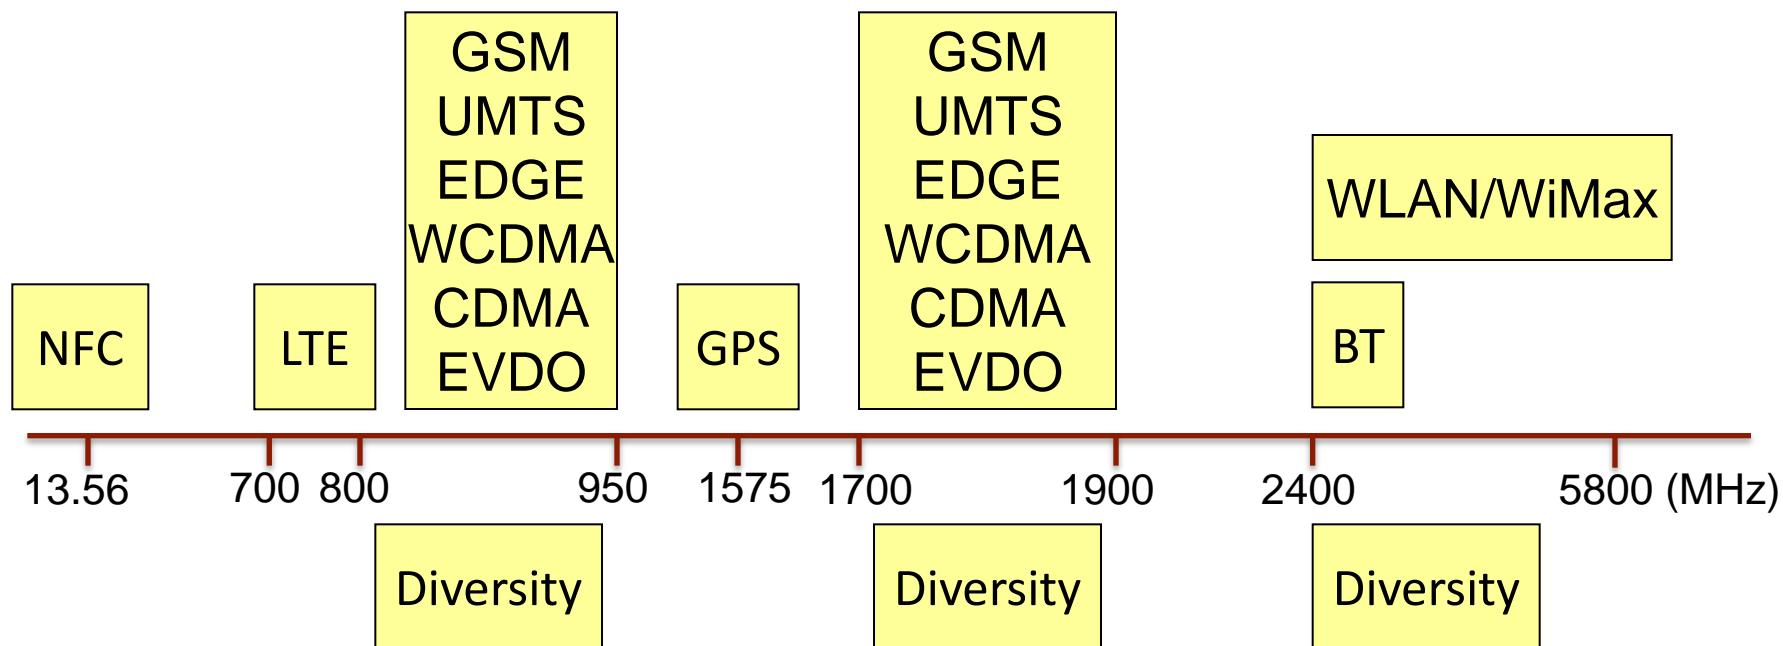 GSM
UMTS
EDGE
WCDMA
CDMA
EVDO
GSM
UMTS
EDGE
WCDMA
CDMA
EVDO
WLAN/WiMax
NFC
LTE
GPS
BT
13.56 700 800 950 1575 1700 1900 2400 5800 (MHz)
Diversity Diversity Diversity